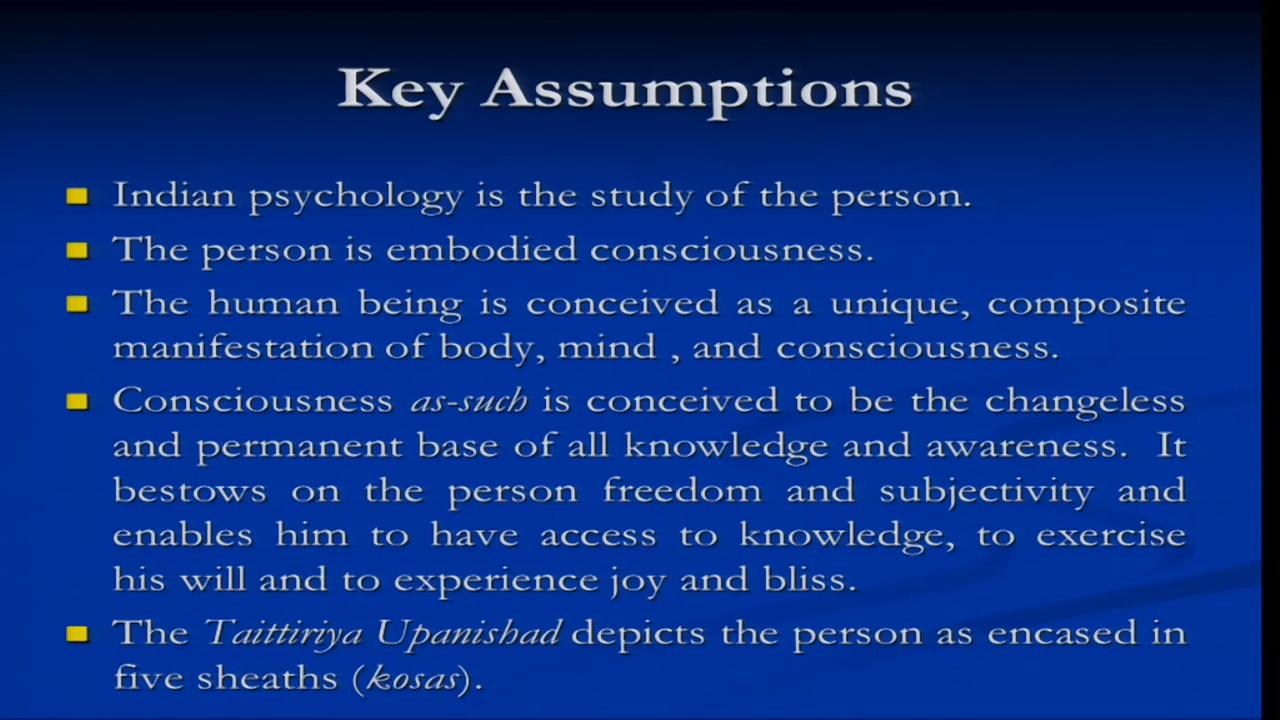 Key Assumptions
Indian psychology is the study of the person.
The person is embodied consciousness.
The human being is conceived as a unique, composite
manifestation of body, mind , and consciousness.
Consciousness as-such is conceived to be the changeless
and permanent base of all knowledge and awareness. It
bestows on the person freedom and subjectivity and
enables him to have access to knowledge, to exercise
his will and to experience joy and bliss.
The Taittiriya Upanishad depicts the person as encased in
five sheaths (kosas).